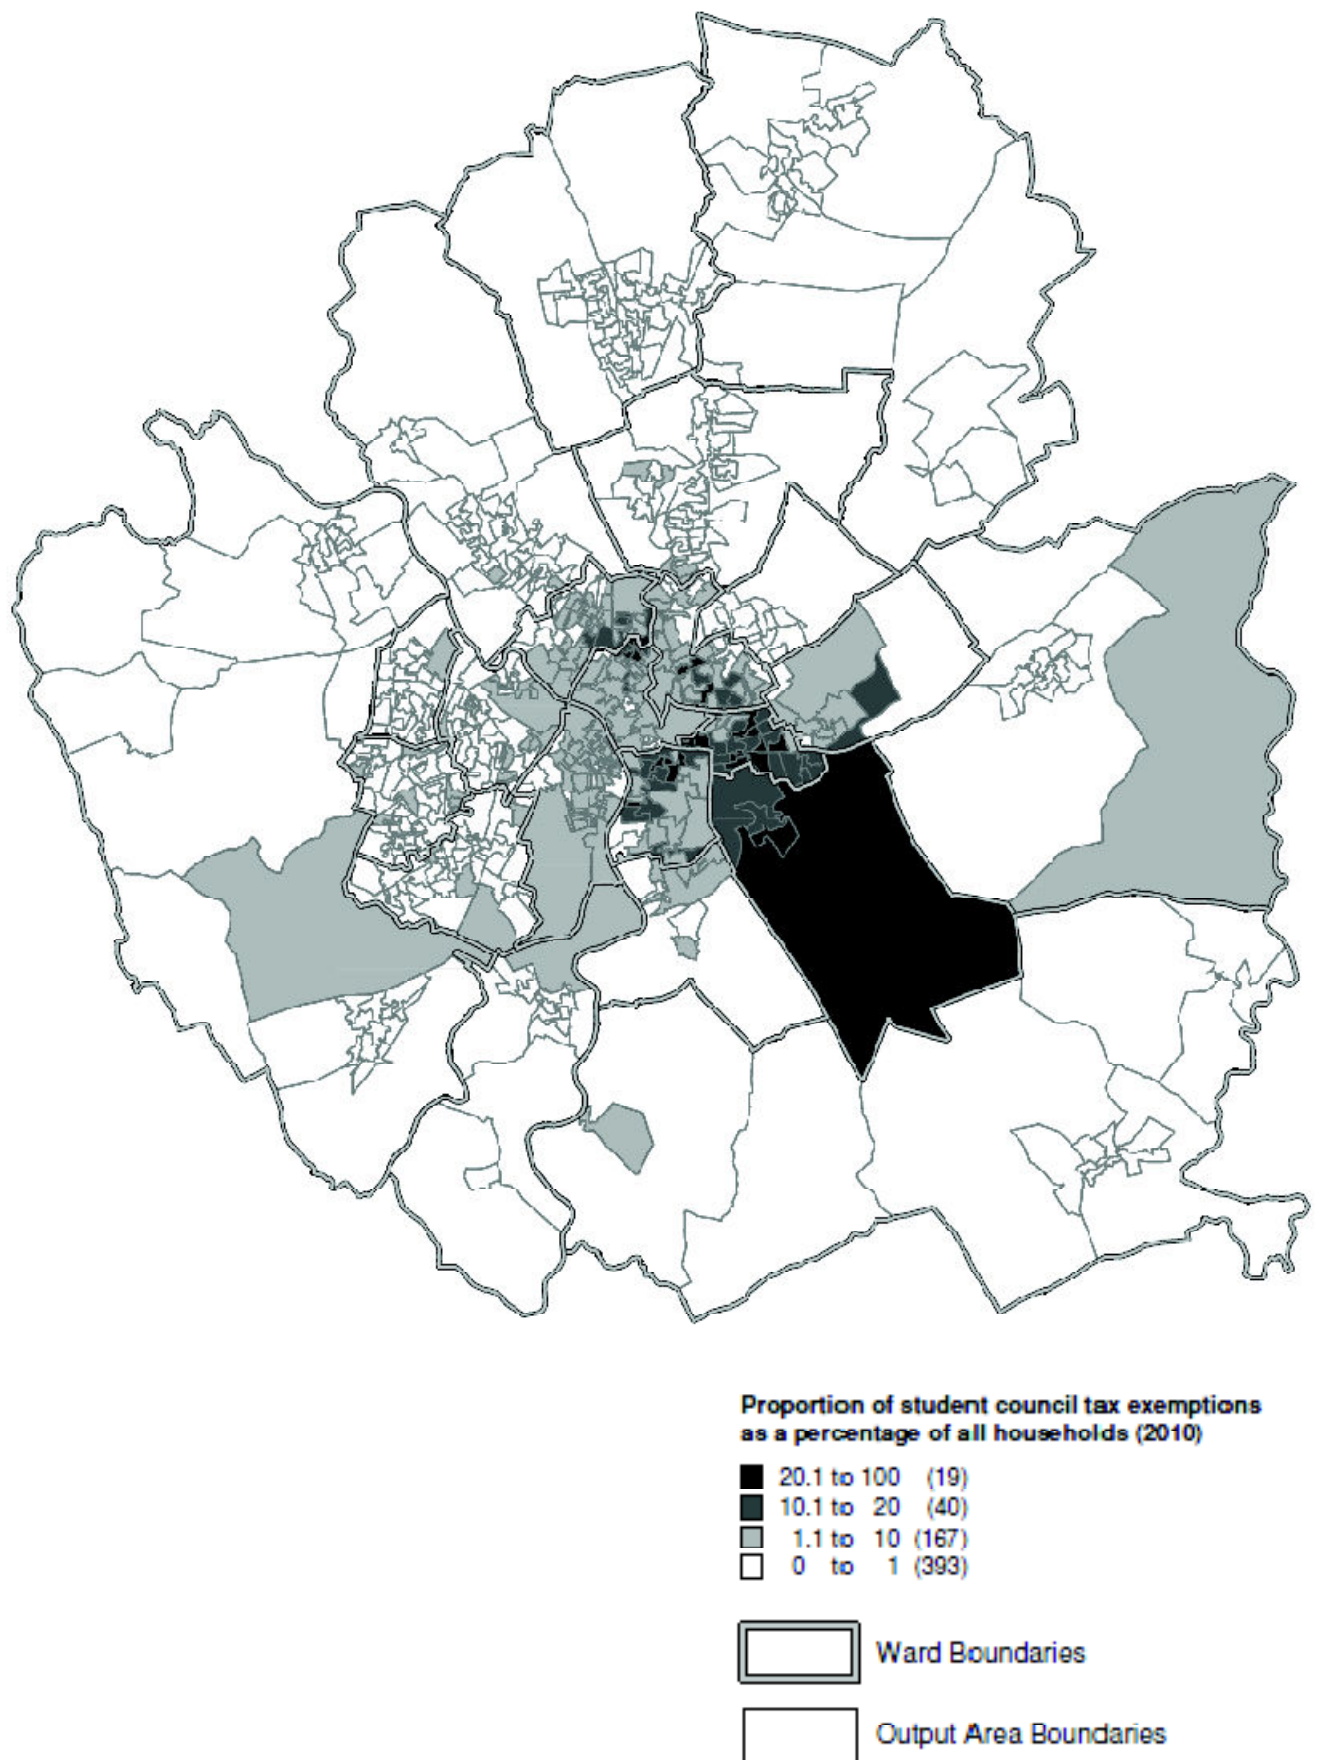 Proportion of student council tax exemptions
as a percentage of all households (2010)
20.1 to 100 (19)
10.1 to 20 (40)
1.1 to 10 (167)
0 to 1 (393)
Ward Boundaries
Output Area Boundaries